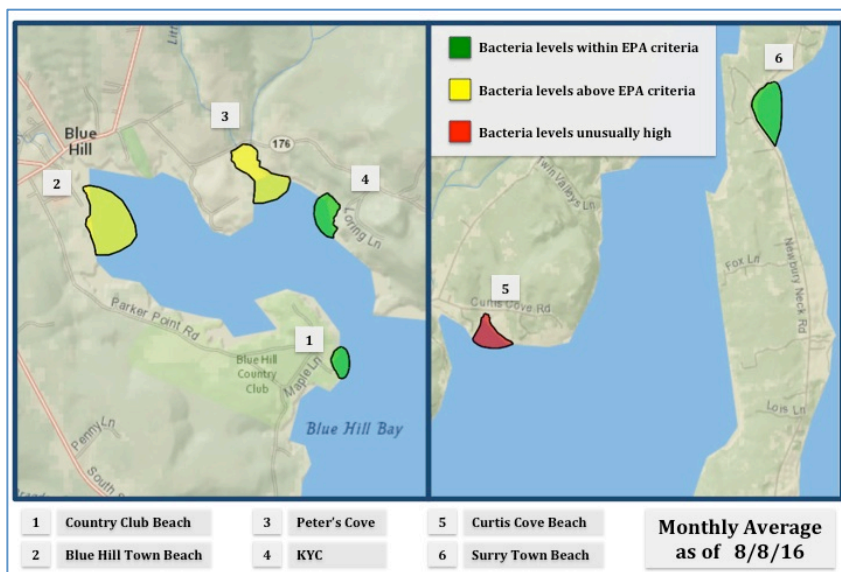 Bacteria levels within EPA criteria
Bacteria levels above EPA criteria
Bacteria levels unusually high
Blue
Hill
3
176
2
4
Loring Ln
Parker Point Rd
1
Blue Hill
Country
Club
Maple Ln
Blue Hill Bay
Penny Ln
South S
6
Twin Valleys Ln
5
Curtis Cove Rd
Fox Ln
Newbury Neck Rd
Lois Ln
1 Country Club Beach
3 Peter's Cove
5 Curtis Cove Beach
2 Blue Hill Town Beach
4 KYC
6 Surry Town Beach
Monthly Average
as of 8/8/16